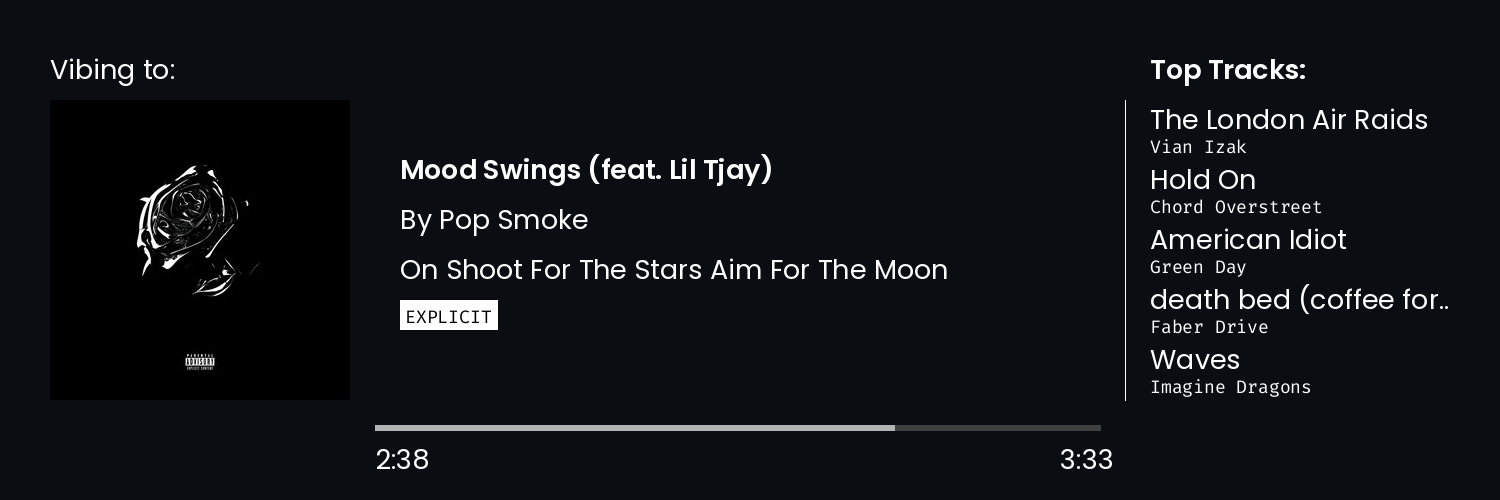 Vibing to:
PARENTAL
ADVISORY
EXPLICIT CONTENT
Mood Swings (feat. Lil Tjay)
By Pop Smoke
On Shoot For The Stars Aim For The Moon
EXPLICIT
2:38
3:33
Top Tracks:
The London Air Raids
Vian Izak
Hold On
Chord Overstreet
American Idiot
Green Day
death bed (coffee for..
Faber Drive
Waves
Imagine Dragons